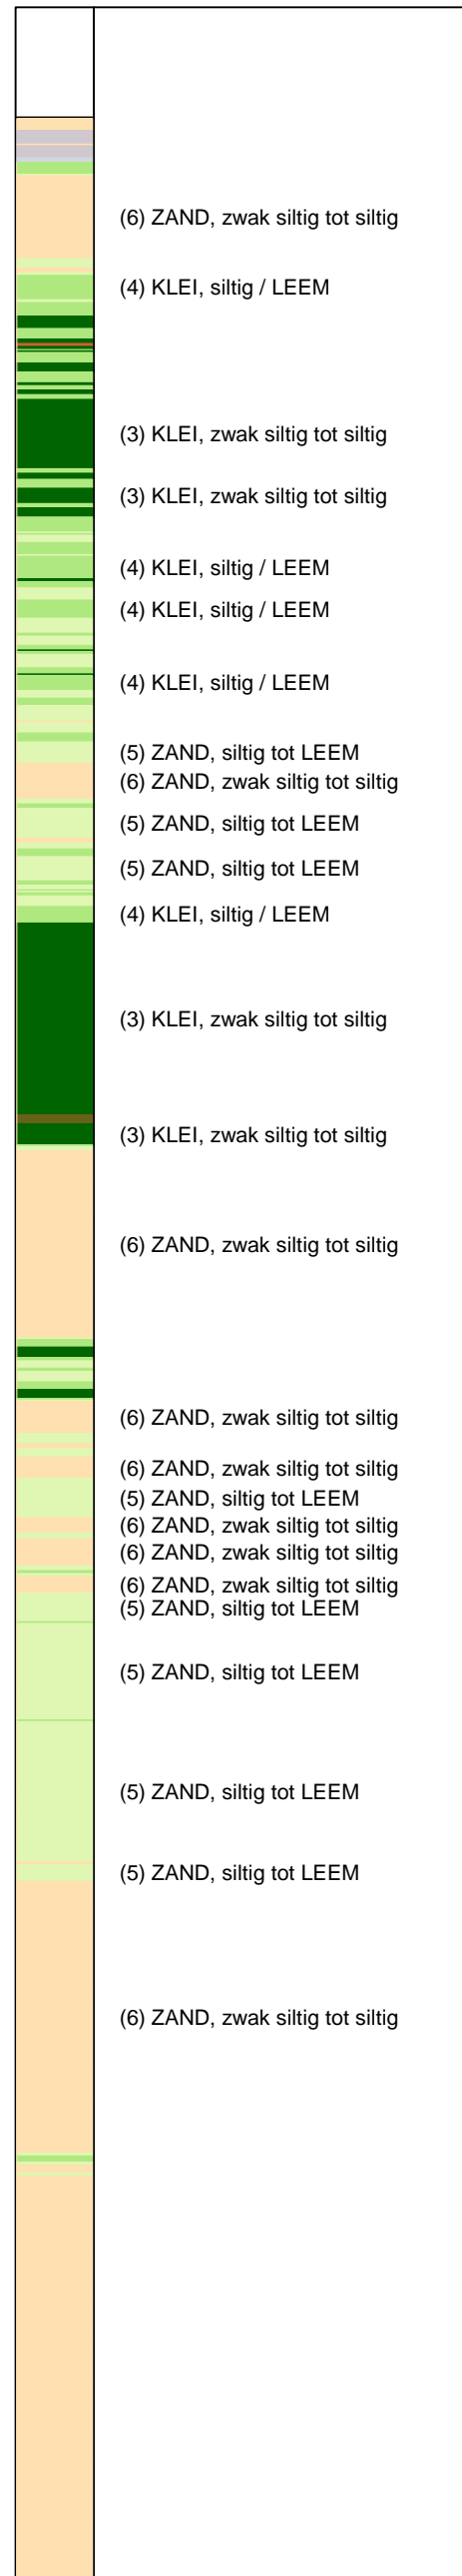 (6) ZAND, zwak siltig tot siltig
(4) KLEI, siltig / LEEM
(3) KLEI, zwak siltig tot siltig
(3) KLEI, zwak siltig tot siltig
(4) KLEI, siltig / LEEM
(4) KLEI, siltig / LEEM
(4) KLEI, siltig / LEEM
(5) ZAND, siltig tot LEEM
(6) ZAND, zwak siltig tot siltig
(5) ZAND, siltig tot LEEM
(5) ZAND, siltig tot LEEM
(4) KLEI, siltig / LEEM
(3) KLEI, zwak siltig tot siltig
(3) KLEI, zwak siltig tot siltig
(6) ZAND, zwak siltig tot siltig
(6) ZAND, zwak siltig tot siltig
(6) ZAND, zwak siltig tot siltig
(5) ZAND, siltig tot LEEM
(6) ZAND, zwak siltig tot siltig
(6) ZAND, zwak siltig tot siltig
(6) ZAND, zwak siltig tot siltig
(5) ZAND, siltig tot LEEM
(5) ZAND, siltig tot LEEM
(5) ZAND, siltig tot LEEM
(5) ZAND, siltig tot LEEM
(6) ZAND, zwak siltig tot siltig